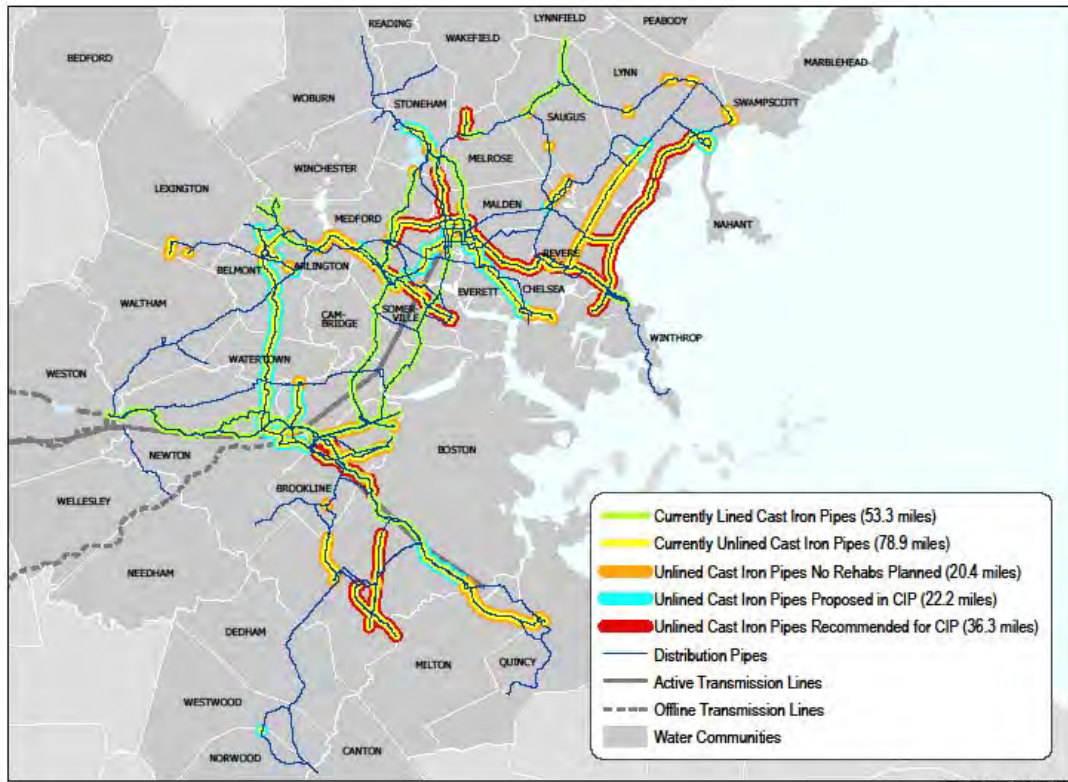 LYNNFIELD
PEABODY
READING
WAKEFIELD
MARBLEHEAD
BEDFORD
LYNN
WOBURN
STONEHAM
SWAMPSCOTT
SAUGUS
MELROSE
WINCHESTER
LEXINGTON
MALDEN
MEDFORD
NAHANT
REVERE
ARLINGTON
BELMONT
EVERETT
CHELSEA
WALTHAM
SOMER-
VILLE
CAM-
BRIDGE
WINTHROP
WATERTOWN
WESTON
BOSTON
NEWTON
BROOKLINE
WELLESLEY
NEEDHAM
DEDHAM
MILTON
QUINCY
WESTWOOD
CANTON
NORWOOD
Currently Lined Cast Iron Pipes (53.3 miles)
Currently Unlined Cast Iron Pipes (78.9 miles)
Unlined Cast Iron Pipes No Rehabs Planned (20.4 miles)
Unlined Cast Iron Pipes Proposed in CIP (22.2 miles)
Unlined Cast Iron Pipes Recommended for CIP (36.3 miles)
Distribution Pipes
Active Transmission Lines
Offline Transmission Lines
Water Communities